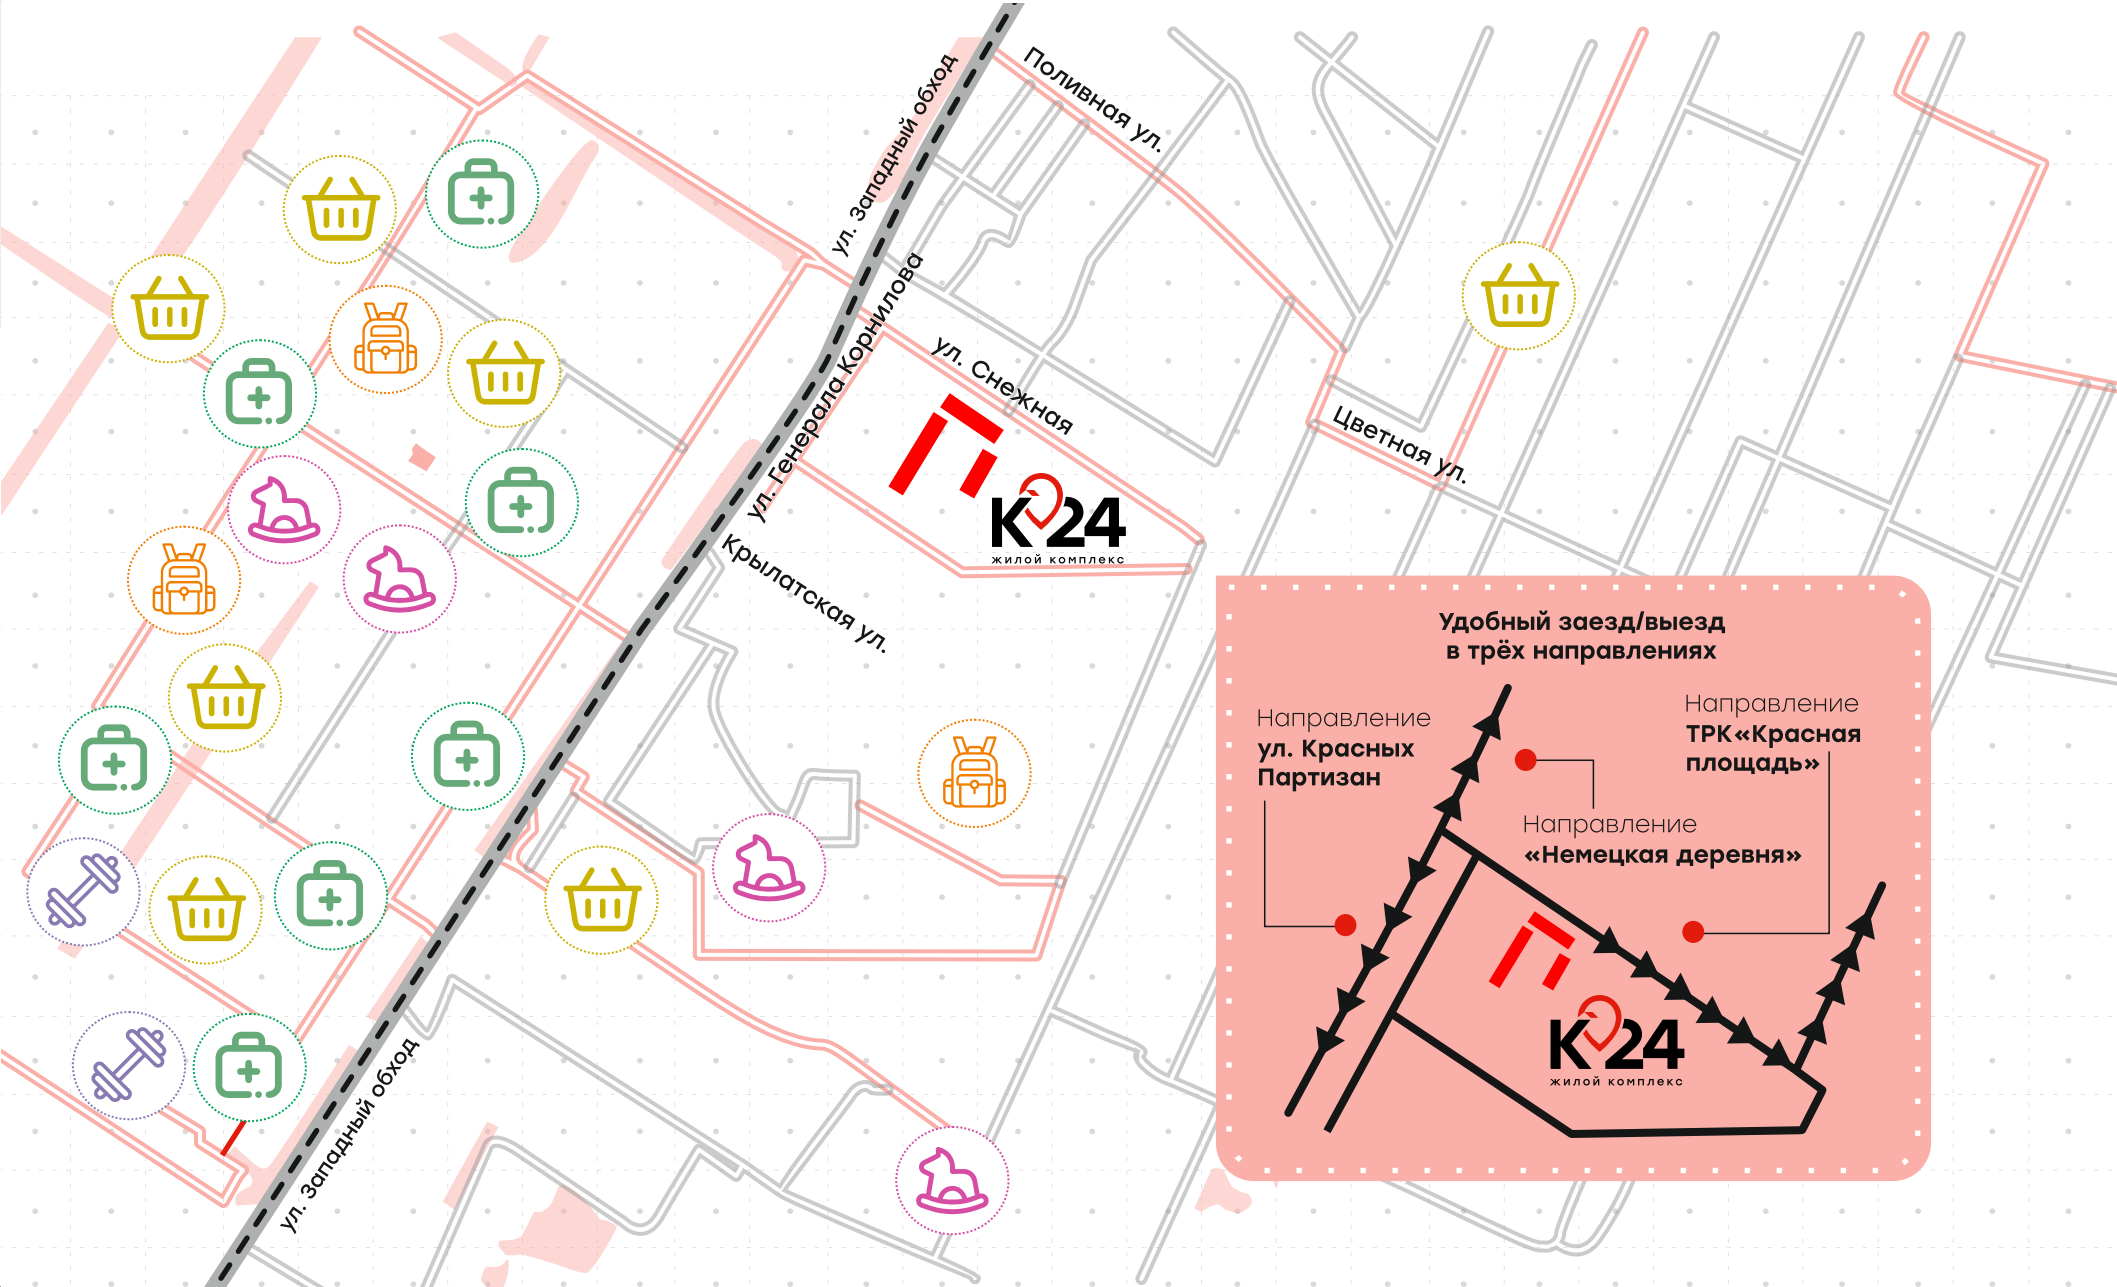 ул. Западный обход
Поливная ул.
ул. Генерала Корнилова
ул. Снежная
Цветная ул.
К24
жилой комплекс
Крылатская ул.
ул. Западный обход
Удобный заезд/выезд
в трёх направлениях
Направление
ул. Красных
Партизан
Направление
ТРК«Красная
площадь»
Направление
«Немецкая деревня»
К24
жилой комплекс